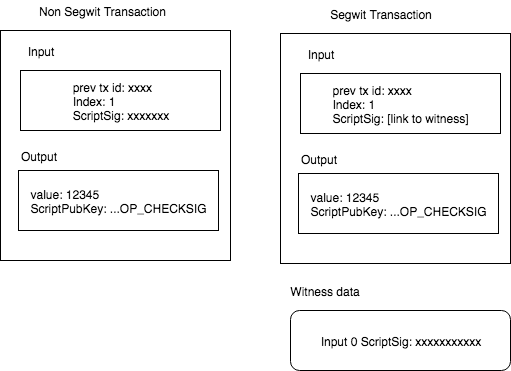 Non Segwit Transaction
Input
prev tx id: xxxx
Index: 1
ScriptSig: xxxxxxx
Output
value: 12345
ScriptPubKey: ...OP_CHECKSIG
Segwit Transaction
Input
prev tx id: xxxx
Index: 1
ScriptSig: [link to witness]
Output
value: 12345
ScriptPubKey: ...OP_CHECKSIG
Witness data
Input 0 ScriptSig: xxxxxxxxxxx